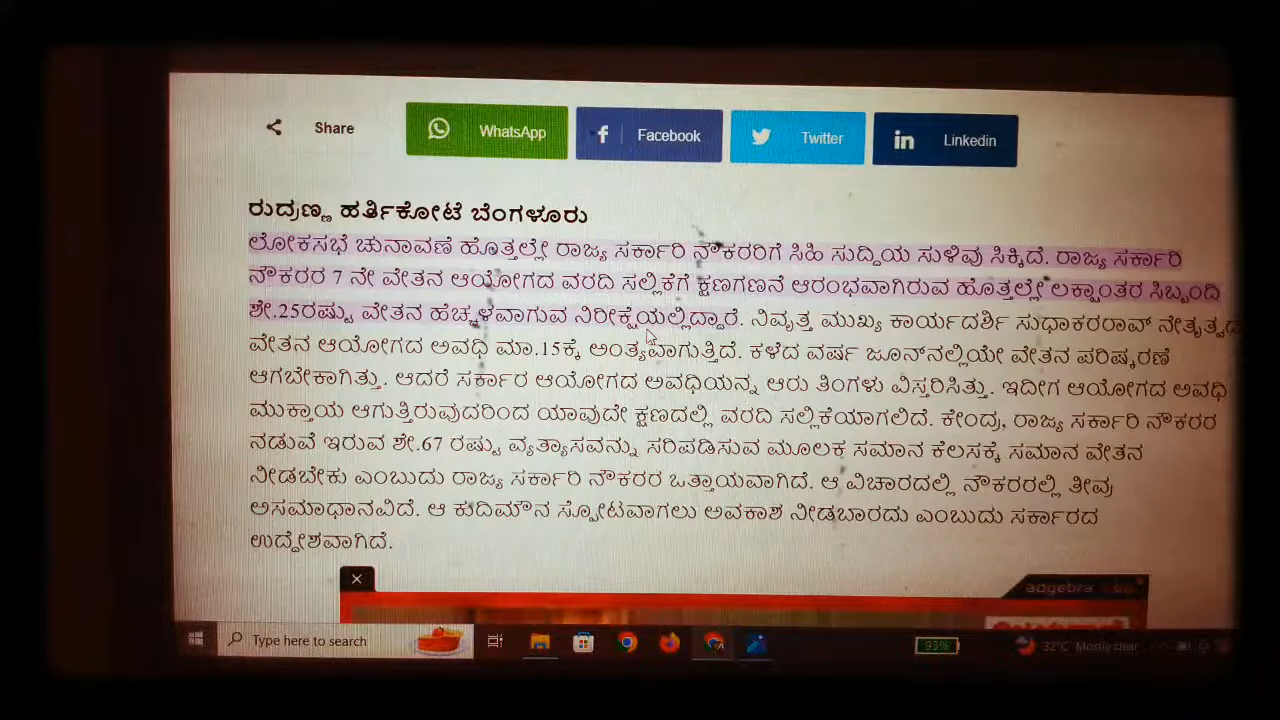 Share WhatsApp Facebook Twitter Linkedin
ರುದ್ರಣ್ಣ ಹರ್ತಿಕೋಟೆ ಬೆಂಗಳೂರು
ಲೋಕಸಭೆ ಚುನಾವಣೆ ಹೊತ್ತಲ್ಲೇ ರಾಜ್ಯ ಸರ್ಕಾರಿ ನೌಕರರಿಗೆ ಸಿಹಿ ಸುದ್ದಿಯ ಸುಳಿವು ಸಿಕ್ಕಿದೆ. ರಾಜ್ಯ ಸರ್ಕಾರಿ
ನೌಕರರ 7 ನೇ ವೇತನ ಆಯೋಗದ ವರದಿ ಸಲ್ಲಿಕೆಗೆ ಕ್ಷಣಗಣನೆ ಆರಂಭವಾಗಿರುವ ಹೊತ್ತಲ್ಲೇ ಲಕ್ಷಾಂತರ ಸಿಬ್ಬಂದಿ
ಶೇ.25ರಷ್ಟು ವೇತನ ಹೆಚ್ಚಳವಾಗುವ ನಿರೀಕ್ಷೆಯಲ್ಲಿದ್ದಾರೆ. ನಿವೃತ್ತ ಮುಖ್ಯ ಕಾರ್ಯದರ್ಶಿ ಸುಧಾಕರರಾವ್ ನೇತೃತ್ವದ
ವೇತನ ಆಯೋಗದ ಅವಧಿ ಮಾ.15ಕ್ಕೆ ಅಂತ್ಯವಾಗುತ್ತಿದೆ. ಕಳೆದ ವರ್ಷ ಜೂನ್‌ನಲ್ಲಿಯೇ ವೇತನ ಪರಿಷ್ಕರಣೆ
ಆಗಬೇಕಾಗಿತ್ತು. ಆದರೆ ಸರ್ಕಾರ ಆಯೋಗದ ಅವಧಿಯನ್ನ ಆರು ತಿಂಗಳು ವಿಸ್ತರಿಸಿತ್ತು. ಇದೀಗ ಆಯೋಗದ ಅವಧಿ
ಮುಕ್ತಾಯ ಆಗುತ್ತಿರುವುದರಿಂದ ಯಾವುದೇ ಕ್ಷಣದಲ್ಲಿ ವರದಿ ಸಲ್ಲಿಕೆಯಾಗಲಿದೆ. ಕೇಂದ್ರ, ರಾಜ್ಯ ಸರ್ಕಾರಿ ನೌಕರರ
ನಡುವೆ ಇರುವ ಶೇ.67 ರಷ್ಟು ವ್ಯತ್ಯಾಸವನ್ನು ಸರಿಪಡಿಸುವ ಮೂಲಕ ಸಮಾನ ಕೆಲಸಕ್ಕೆ ಸಮಾನ ವೇತನ
ನೀಡಬೇಕು ಎಂಬುದು ರಾಜ್ಯ ಸರ್ಕಾರಿ ನೌಕರರ ಒತ್ತಾಯವಾಗಿದೆ. ಆ ವಿಚಾರದಲ್ಲಿ ನೌಕರರಲ್ಲಿ ತೀವ್ರ
ಅಸಮಾಧಾನವಿದೆ. ಆ ಕುದಿಮೌನ ಸ್ಪೋಟವಾಗಲು ಅವಕಾಶ ನೀಡಬಾರದು ಎಂಬುದು ಸರ್ಕಾರದ
ಉದ್ದೇಶವಾಗಿದೆ.
adgebra
Type here to search 93% 32°C Mostly clear